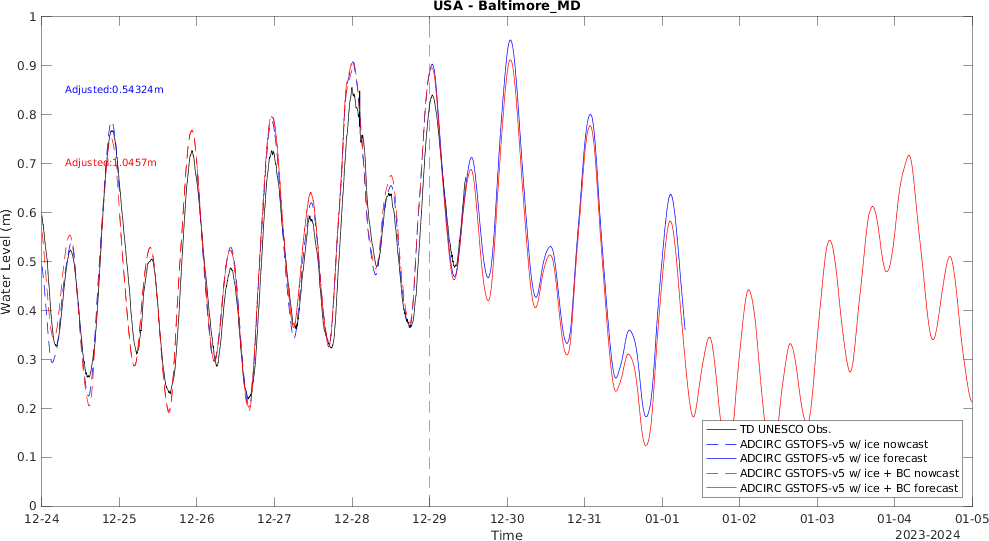 USA - Baltimore_MD
1
0.9
0.8
0.7
0.6
0.5
0.4
0.3
0.2
0.1
0
Water Level (m)
Adjusted:0.54324m
Adjusted:1.0457m
TD UNESCO Obs.
ADCIRC GSTOFS-v5 w/ ice nowcast
ADCIRC GSTOFS-v5 w/ ice forecast
ADCIRC GSTOFS-v5 w/ ice + BC nowcast
ADCIRC GSTOFS-v5 w/ ice + BC forecast
12-24 12-25 12-26 12-27 12-28 12-29 12-30 12-31 01-01 01-02 01-03 01-04 01-05
Time
2023-2024